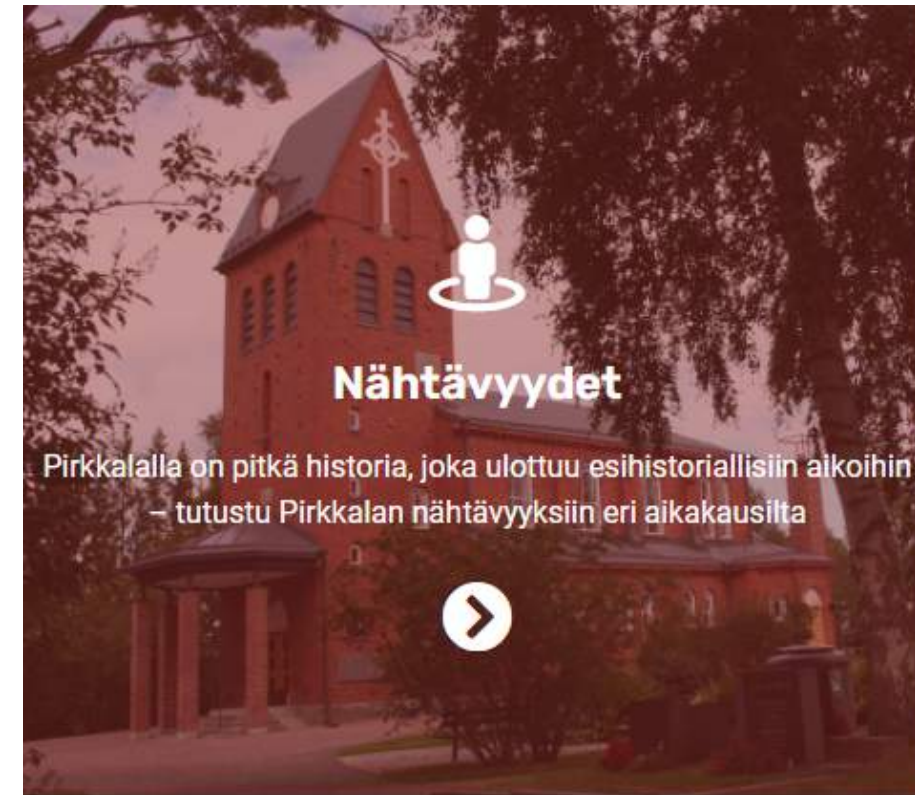 Nähtävyydet
Pirkkalalla on pitkä historia, joka ulottuu esihistoriallisiin aikoihin
– tutustu Pirkkalan nähtävyyksiin eri aikakausilta